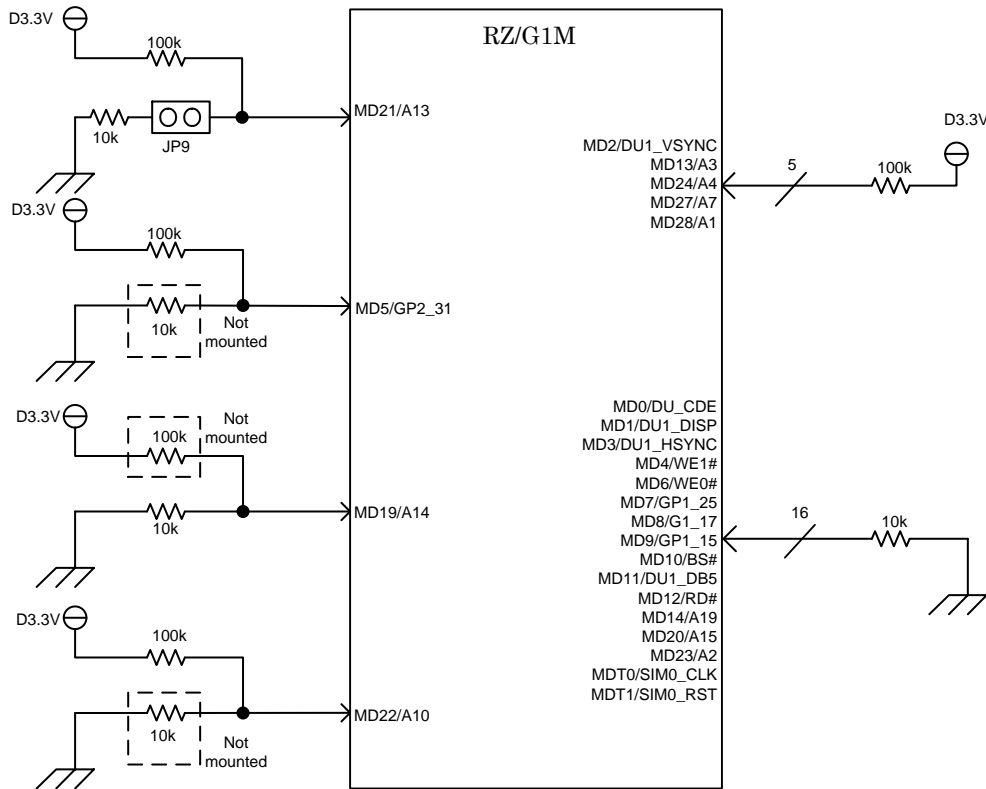 RZ/G1M
D3.3V
100k
10k
JP9
MD21/A13
D3.3V
100k
10k
Not
mounted
MD5/GP2_31
D3.3V
100k
Not
mounted
10k
MD19/A14
D3.3V
100k
10k
Not
mounted
MD22/A10
MD2/DU1_VSYNC
MD13/A3
MD24/A4
MD27/A7
MD28/A1
5
100k
D3.3V
MD0/DU_CDE
MD1/DU1_DISP
MD3/DU1_HSYNC
MD4/WE1#
MD6/WE0#
MD7/GP1_25
MD8/G1_17
MD9/GP1_15
MD10/BS#
MD11/DU1_DB5
MD12/RD#
MD14/A19
MD20/A15
MD23/A2
MDT0/SIM0_CLK
MDT1/SIM0_RST
16
10k